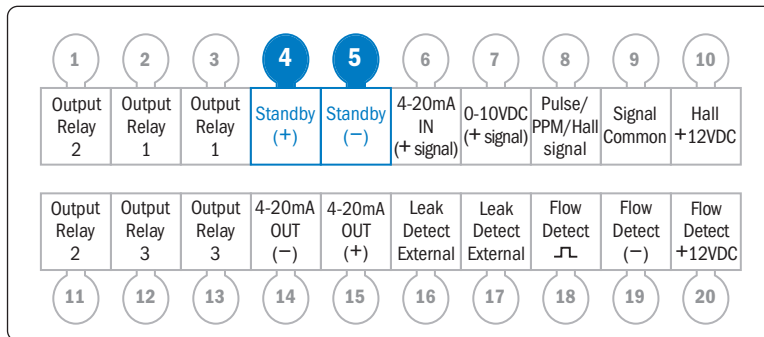 1 2 3 4 5 6 7 8 9 10
Output Relay 2
Output Relay 1
Output Relay 1
Standby (+)
Standby (−)
4-20mA IN (+ signal)
0-10VDC (+ signal)
Pulse/ PPM/Hall signal
Signal Common
Hall +12VDC
Output Relay 2
Output Relay 3
Output Relay 3
4-20mA OUT (−)
4-20mA OUT (+)
Leak Detect External
Leak Detect External
Flow Detect
Flow Detect (−)
Flow Detect +12VDC
11 12 13 14 15 16 17 18 19 20